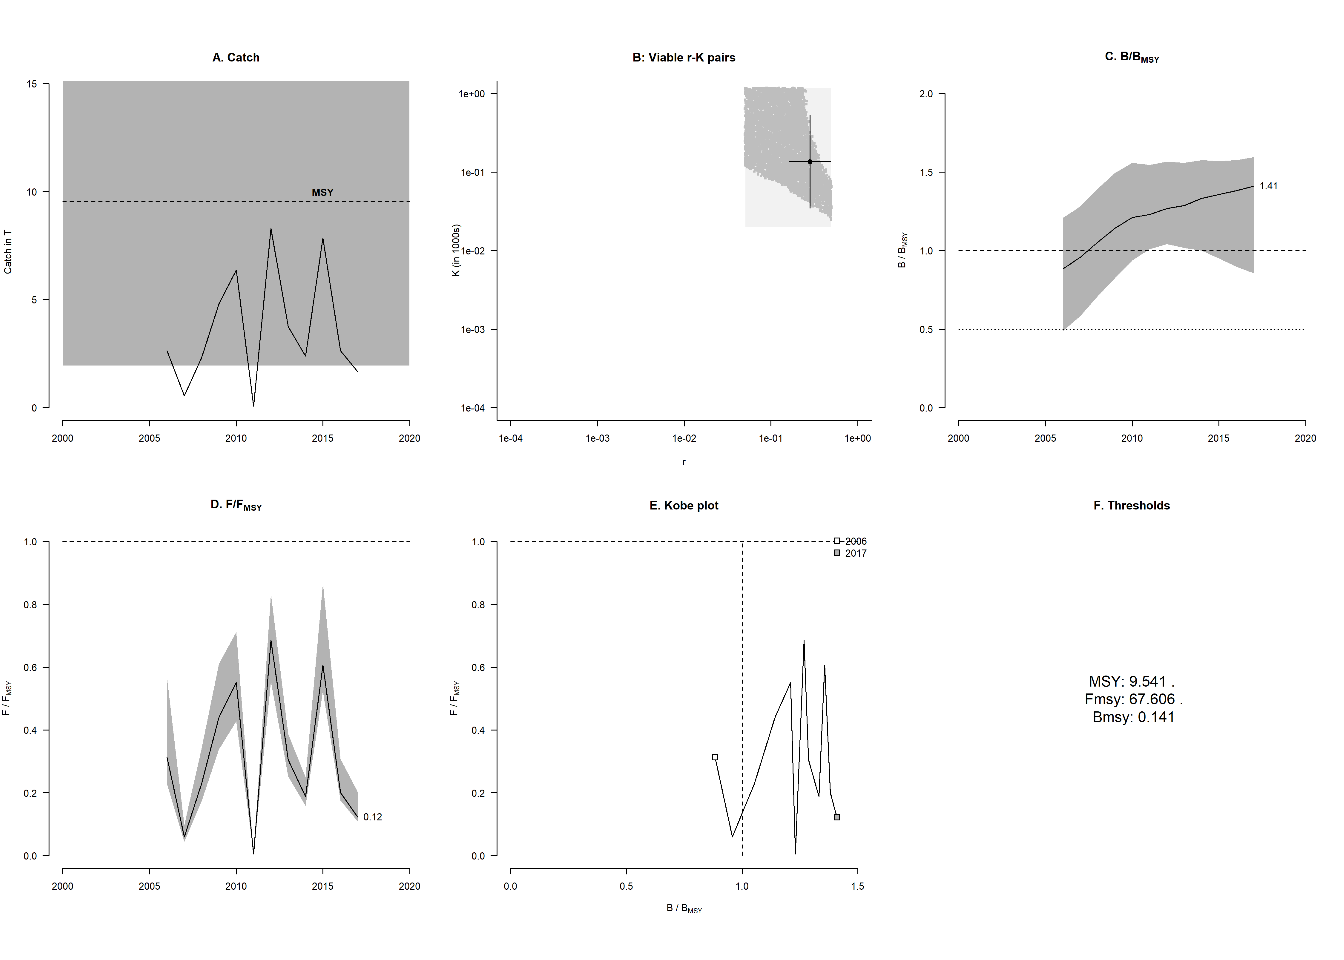 A. Catch
B: Viable r-K pairs
C. B/BMSY
15
10
5
0
Catch in T
MSY
2000
2005
2010
2015
2020
1e+00
1e-01
1e-02
1e-03
1e-04
K (in 1000s)
1e-04
1e-03
1e-02
1e-01
1e+00
r
2.0
1.5
1.0
0.5
0.0
B / BMSY
1.41
2000
2005
2010
2015
2020
D. F/FMSY
E. Kobe plot
F. Thresholds
1.0
0.8
0.6
0.4
0.2
0.0
F / FMSY
0.12
2000
2005
2010
2015
2020
1.0
0.8
0.6
0.4
0.2
0.0
F / FMSY
2006
2017
0.0
0.5
1.0
1.5
B / BMSY
MSY: 9.541 .
Fmsy: 67.606 .
Bmsy: 0.141